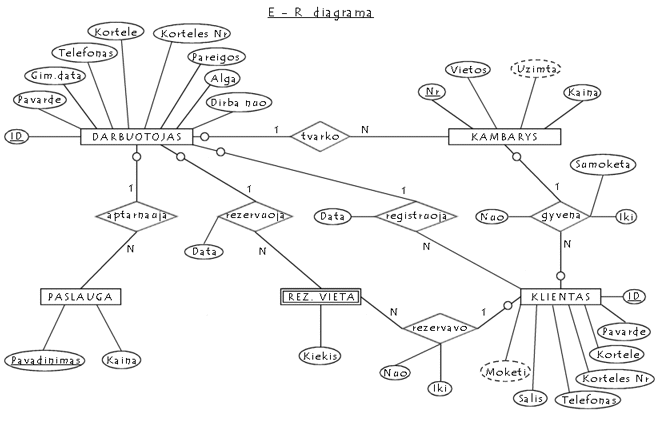 E - R diagrama
Kortele
Korteles Nr
Telefonas
Pareigos
Gim.data
Alga
Pavarde
Dirba nuo
ID
DARBUOTOJAS
1
tvarko
N
Vietos
Uzimta
Nr
Kaina
KAMBARYS
Sumoketa
1
1
1
1
aptarnauja
rezervuoja
Data
registruoja
Nuo
gyvena
Iki
N
N
Data
N
N
PASLAUGA
REZ. VIETA
KLIENTAS
ID
N
rezervavo
1
Pavadinimas
Kaina
Kiekis
Nuo
Iki
Moketi
Salis
Telefonas
Korteles Nr
Kortele
Pavarde